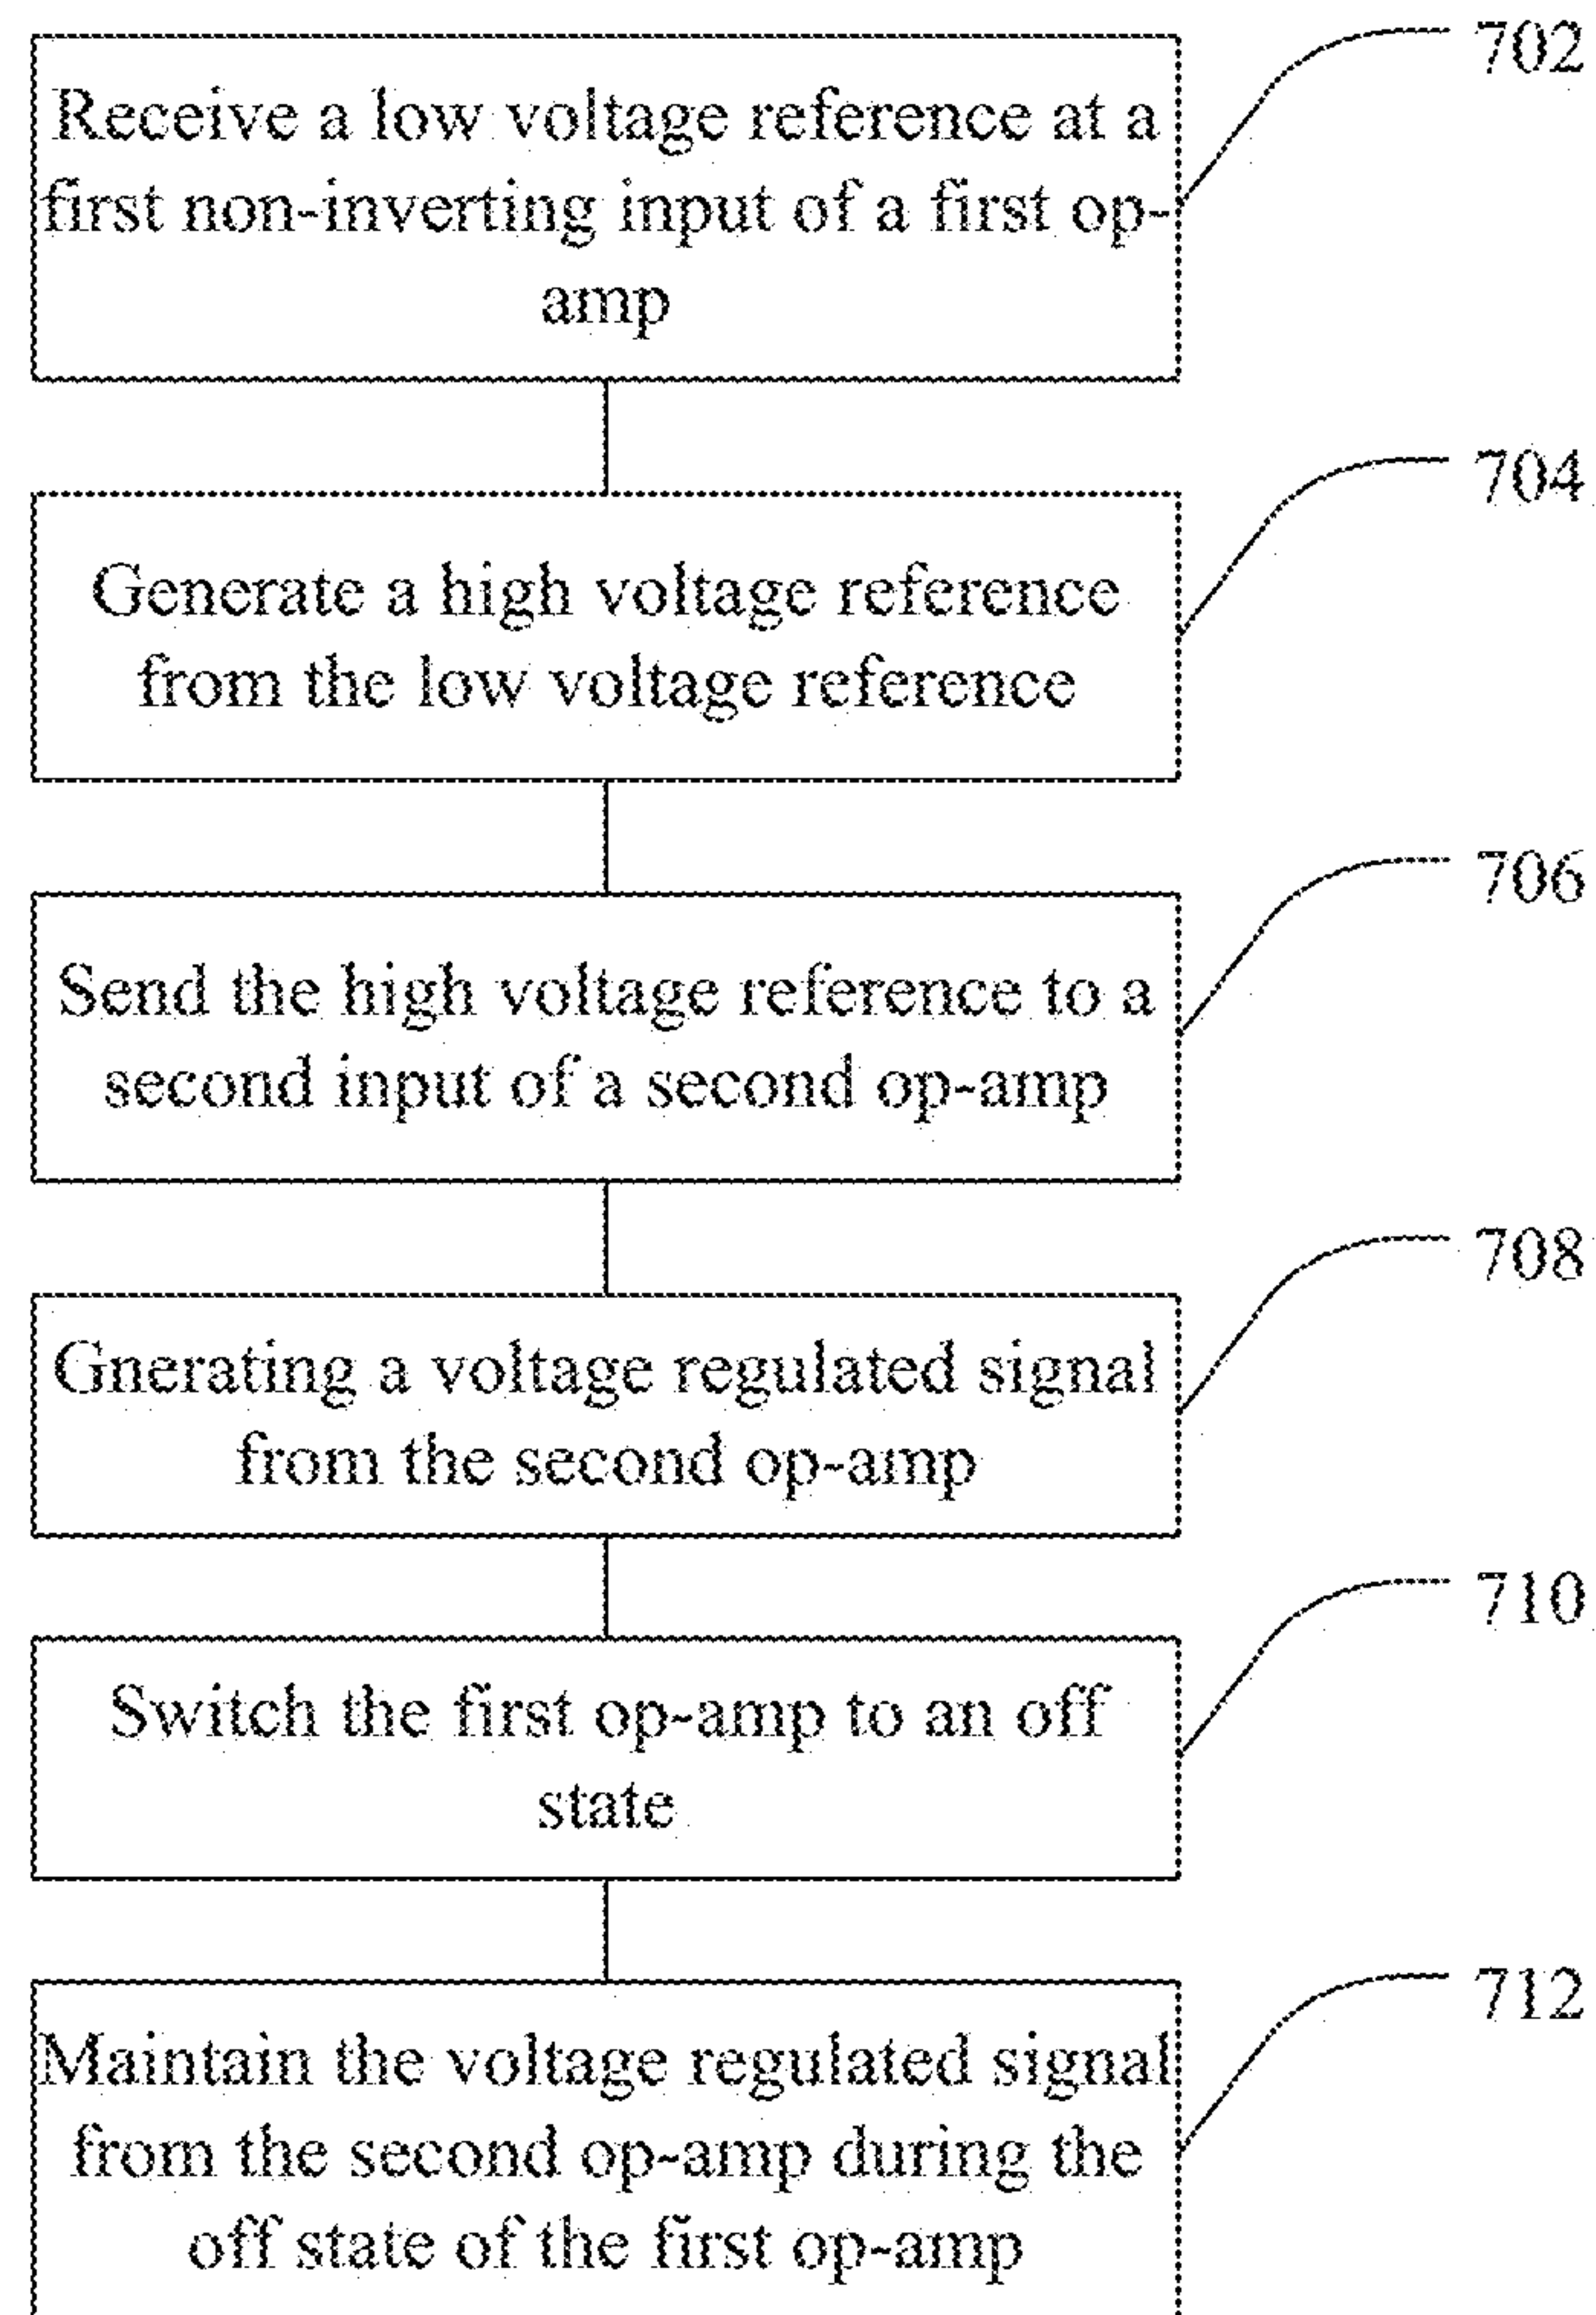 702
Receive a low voltage reference at a
first non-inverting input of a first op-
amp
704
Generate a high voltage reference
from the low voltage reference
706
Send the high voltage reference to a
second input of a second op-amp
708
Gnerating a voltage regulated signal
from the second op-amp
710
Switch the first op-amp to an off
state
712
Maintain the voltage regulated signal
from the second op-amp during the
off state of the first op-amp